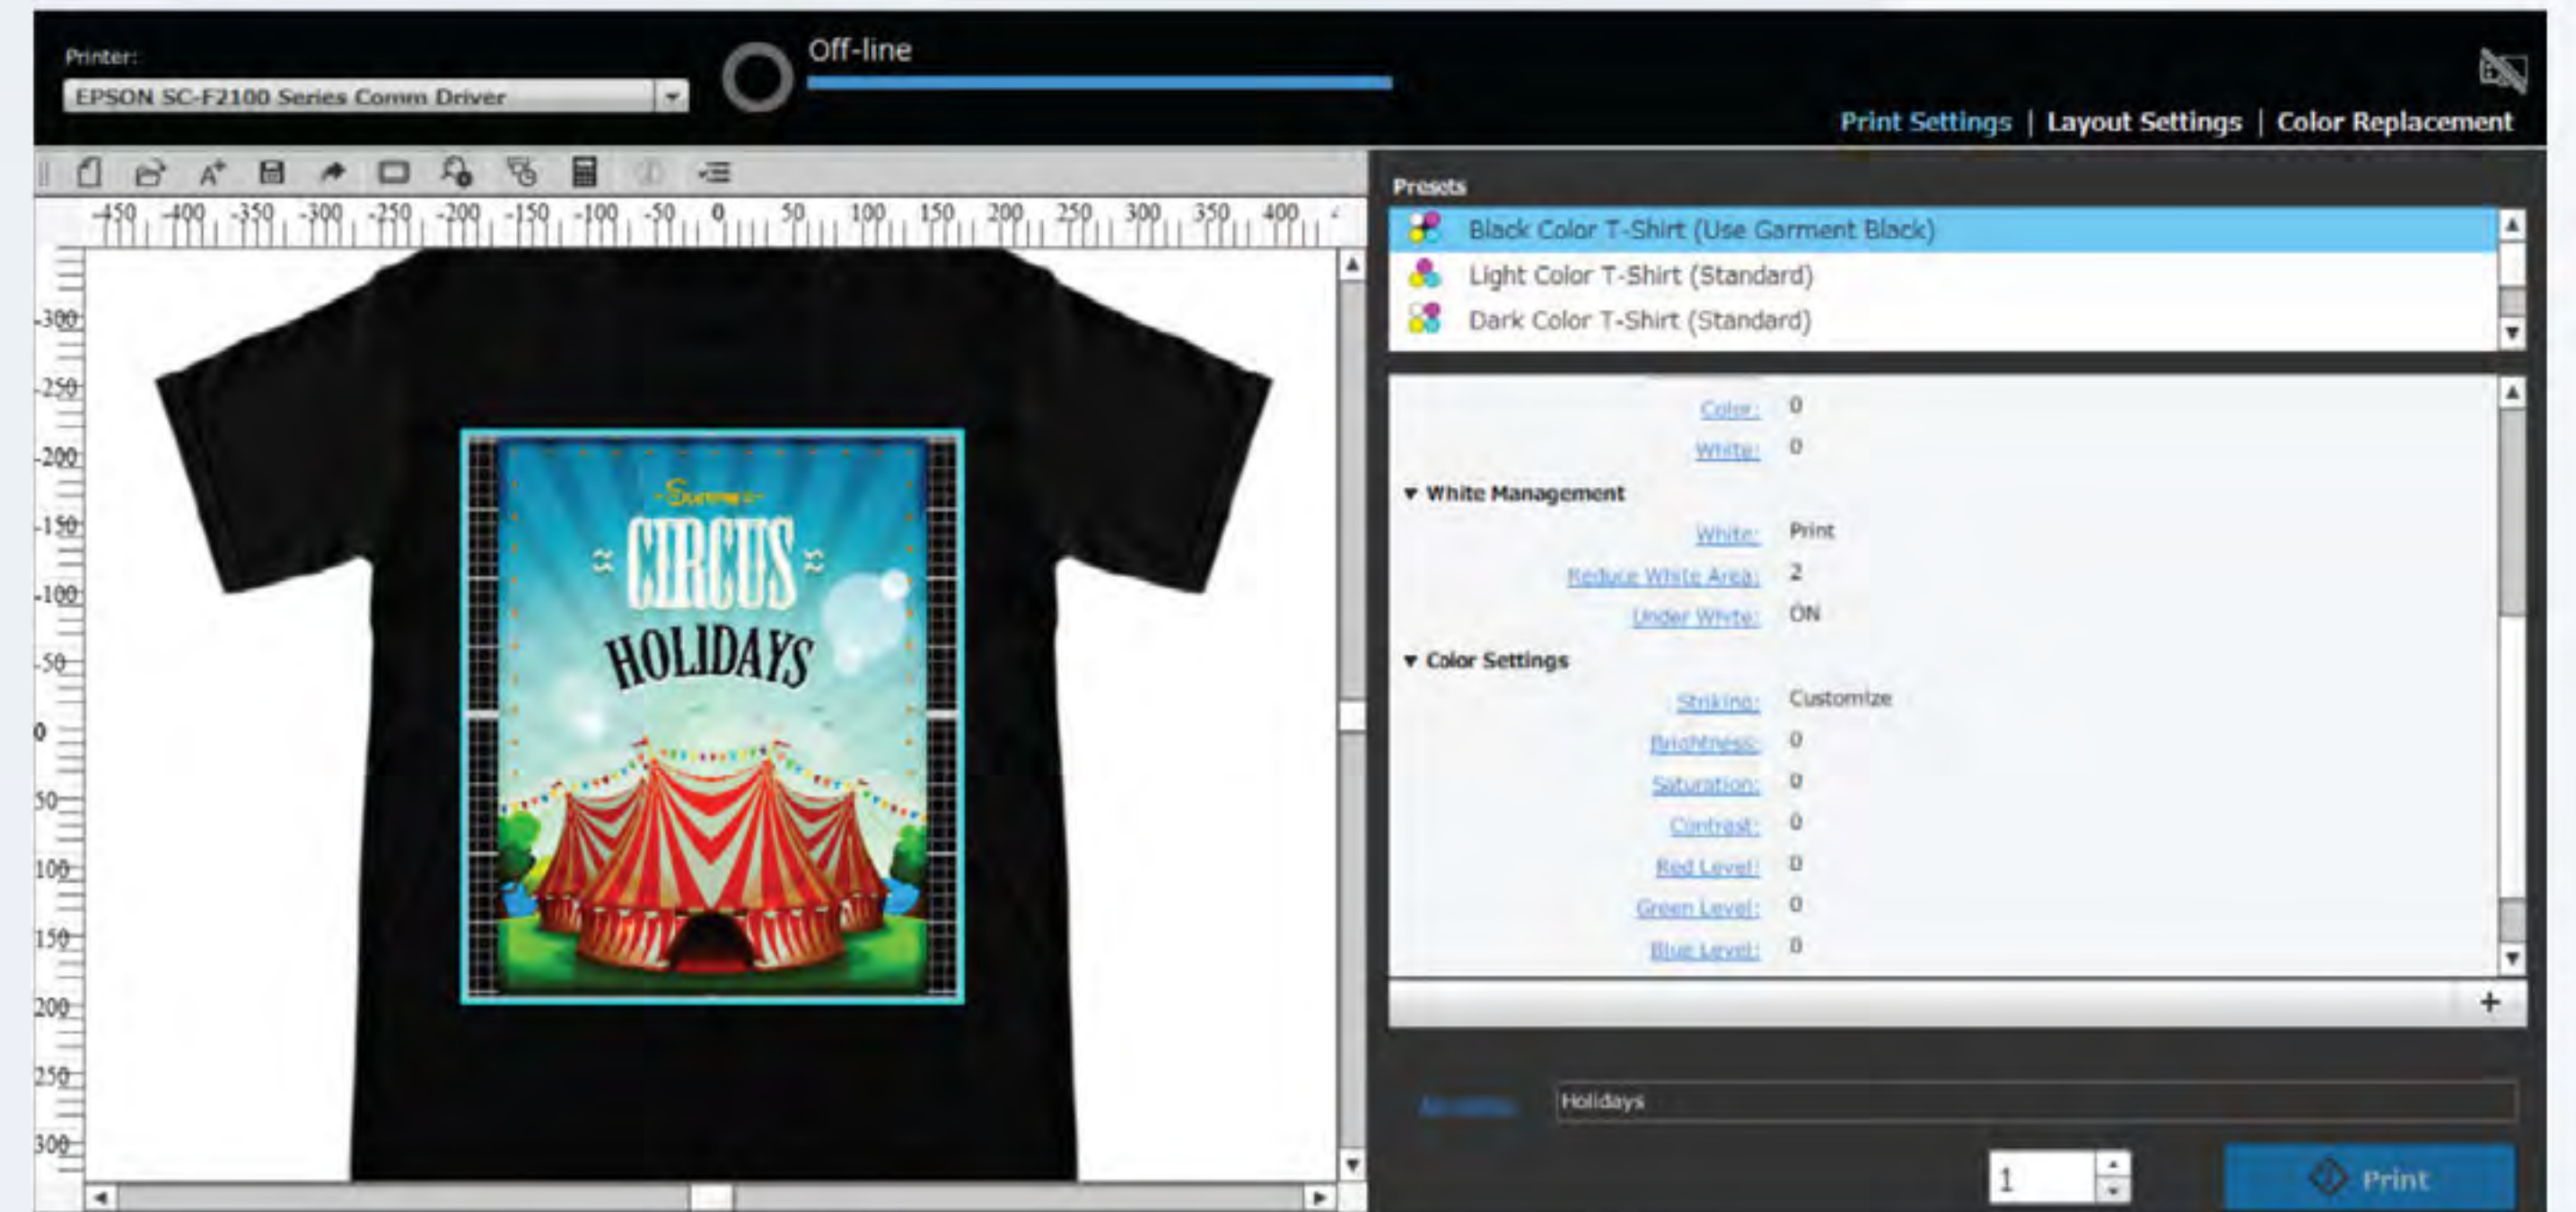 Printer:
EPSON SC-F2100 Series Comm Driver
Off-line
Print Settings | Layout Settings | Color Replacement
-450 -400 -350 -300 -250 -200 -150 -100 -50 0 50 100 150 200 250 300 350 400
-300
-250
-200
-150
-100
-50
0
50
100
150
200
250
300
-Summer-
CIRCUS
HOLIDAYS
Presets
Black Color T-Shirt (Use Garment Black)
Light Color T-Shirt (Standard)
Dark Color T-Shirt (Standard)
Color: 0
White: 0
White Management
White: Print
Reduce White Area: 2
Under White: ON
Color Settings
Striking: Customize
Brightness: 0
Saturation: 0
Contrast: 0
Red Level: 0
Green Level: 0
Blue Level: 0
+
Holidays
1
Print